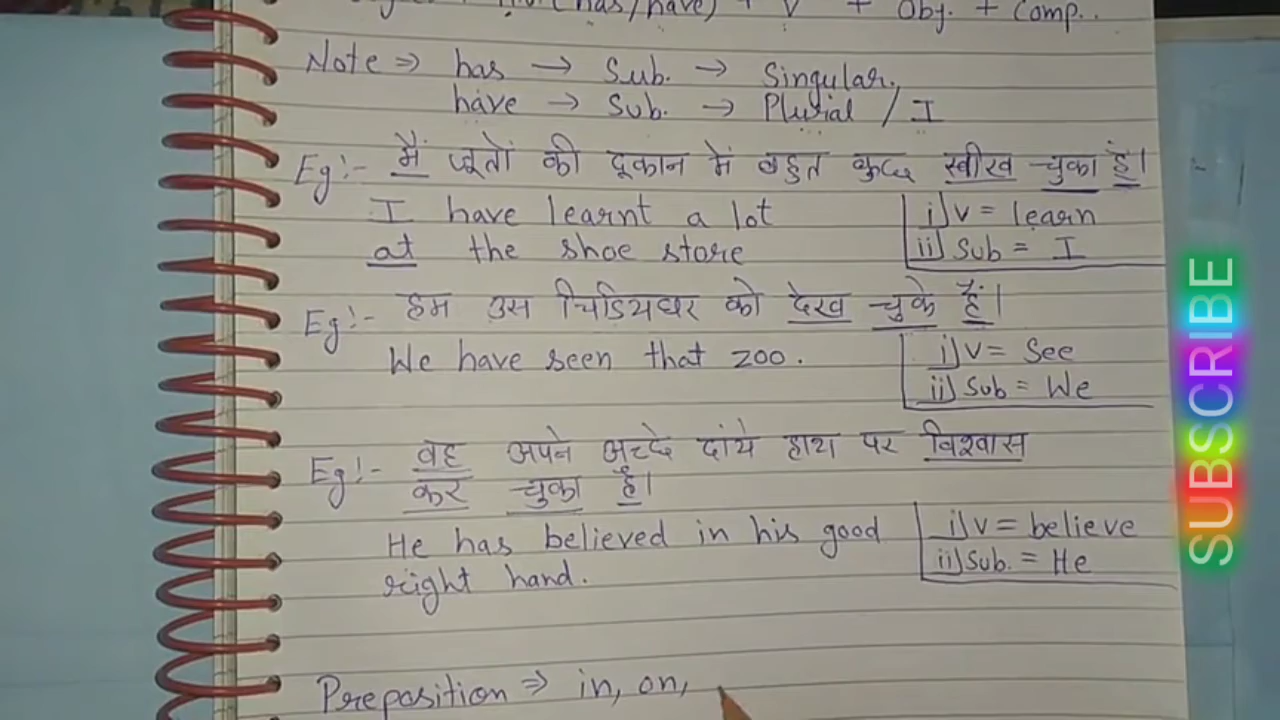 (has/have) + V + Obj. + Comp..
Note ⇒ has → Sub. → Singular.
have → Sub. → Plurial / I
Eg:- मैं जूतों की दूकान में बहुत कुछ सीख चुका हूं।
I have learnt a lot
at the shoe store
i) V = learn
ii) Sub = I
Eg:- हम उस चिडियघर को देख चुके हैं।
We have seen that zoo.
i) V = See
ii) Sub = We
Eg:- वह अपने अच्छे दांये हाथ पर विश्वास
कर चुका है।
He has believed in his good
right hand.
i) V = believe
ii) Sub. = He
Preposition ⇒ in, on,
SUBSCRIBE